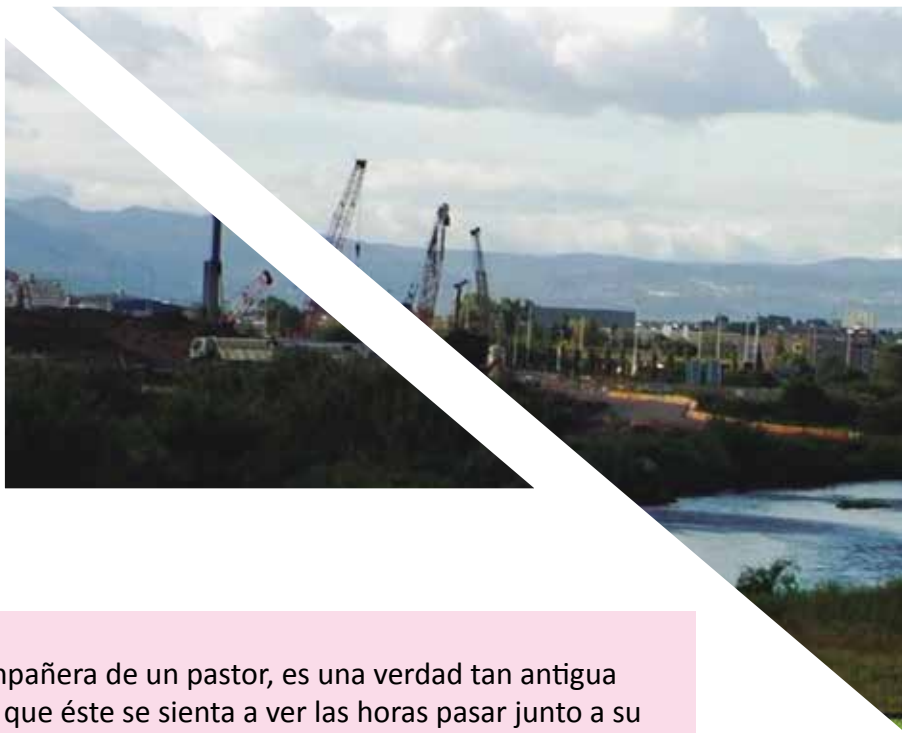 mpañera de un pastor, es una verdad tan antigua
que éste se sienta a ver las horas pasar junto a su